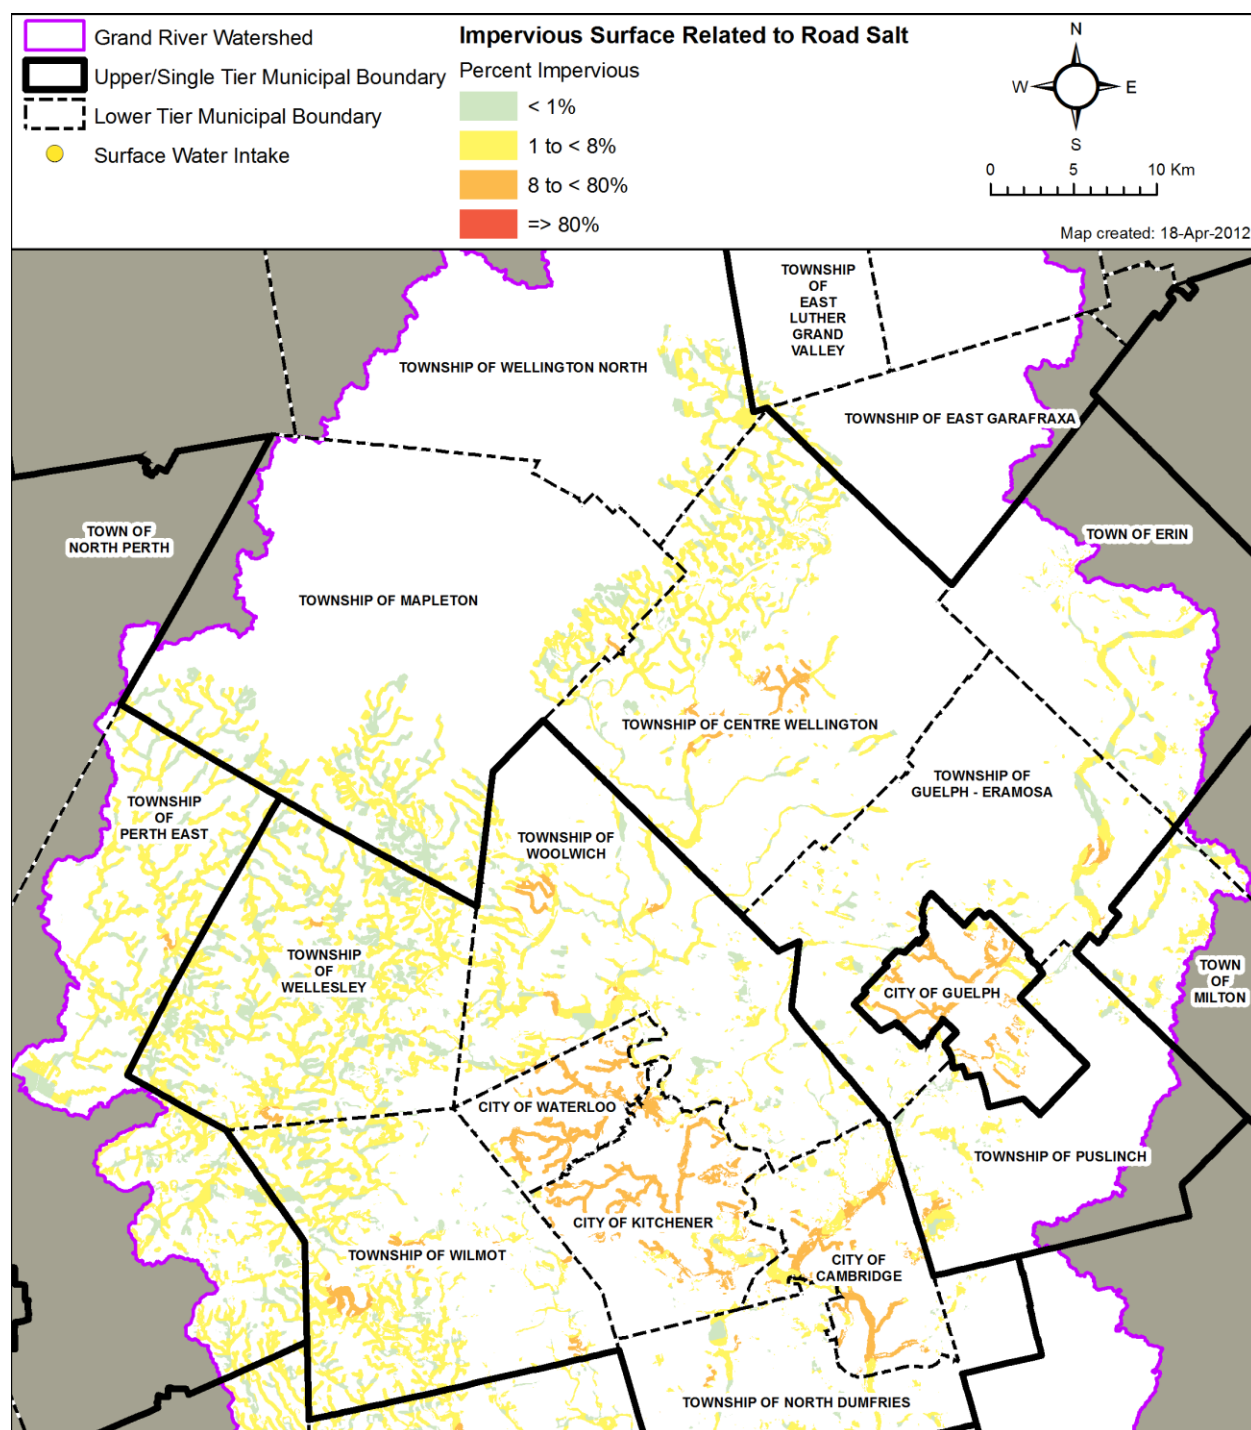 Grand River Watershed
Upper/Single Tier Municipal Boundary
Lower Tier Municipal Boundary
Surface Water Intake
Impervious Surface Related to Road Salt
Percent Impervious
< 1%
1 to < 8%
8 to < 80%
=> 80%
N
W
E
S
0 5 10 Km
Map created: 18-Apr-2012
TOWNSHIP
OF
EAST
LUTHER
GRAND
VALLEY
TOWNSHIP OF WELLINGTON NORTH
TOWNSHIP OF EAST GARAFRAXA
TOWN OF
NORTH PERTH
TOWN OF ERIN
TOWNSHIP OF MAPLETON
TOWNSHIP OF CENTRE WELLINGTON
TOWNSHIP OF
GUELPH - ERAMOSA
TOWNSHIP
OF
PERTH EAST
TOWNSHIP OF
WOOLWICH
TOWNSHIP
OF
WELLESLEY
CITY OF GUELPH
TOWN
OF
MILTON
CITY OF WATERLOO
TOWNSHIP OF PUSLINCH
CITY OF KITCHENER
TOWNSHIP OF WILMOT
CITY OF
CAMBRIDGE
TOWNSHIP OF NORTH DUMFRIES